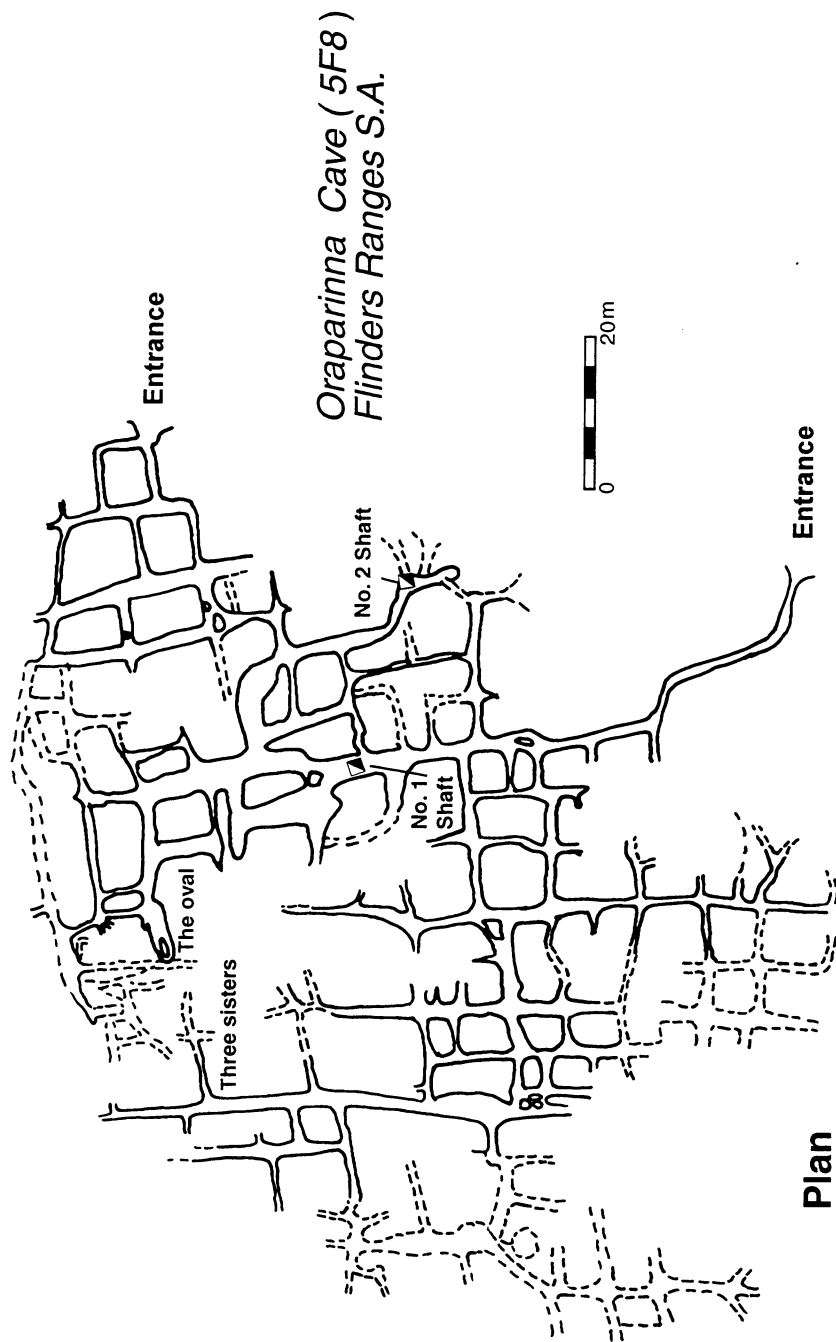 Oraparinna Cave ( 5F8 )
Flinders Ranges S.A.
Entrance
No. 2 Shaft
0
20m
Entrance
The oval
No. 1
Shaft
Three sisters
Plan